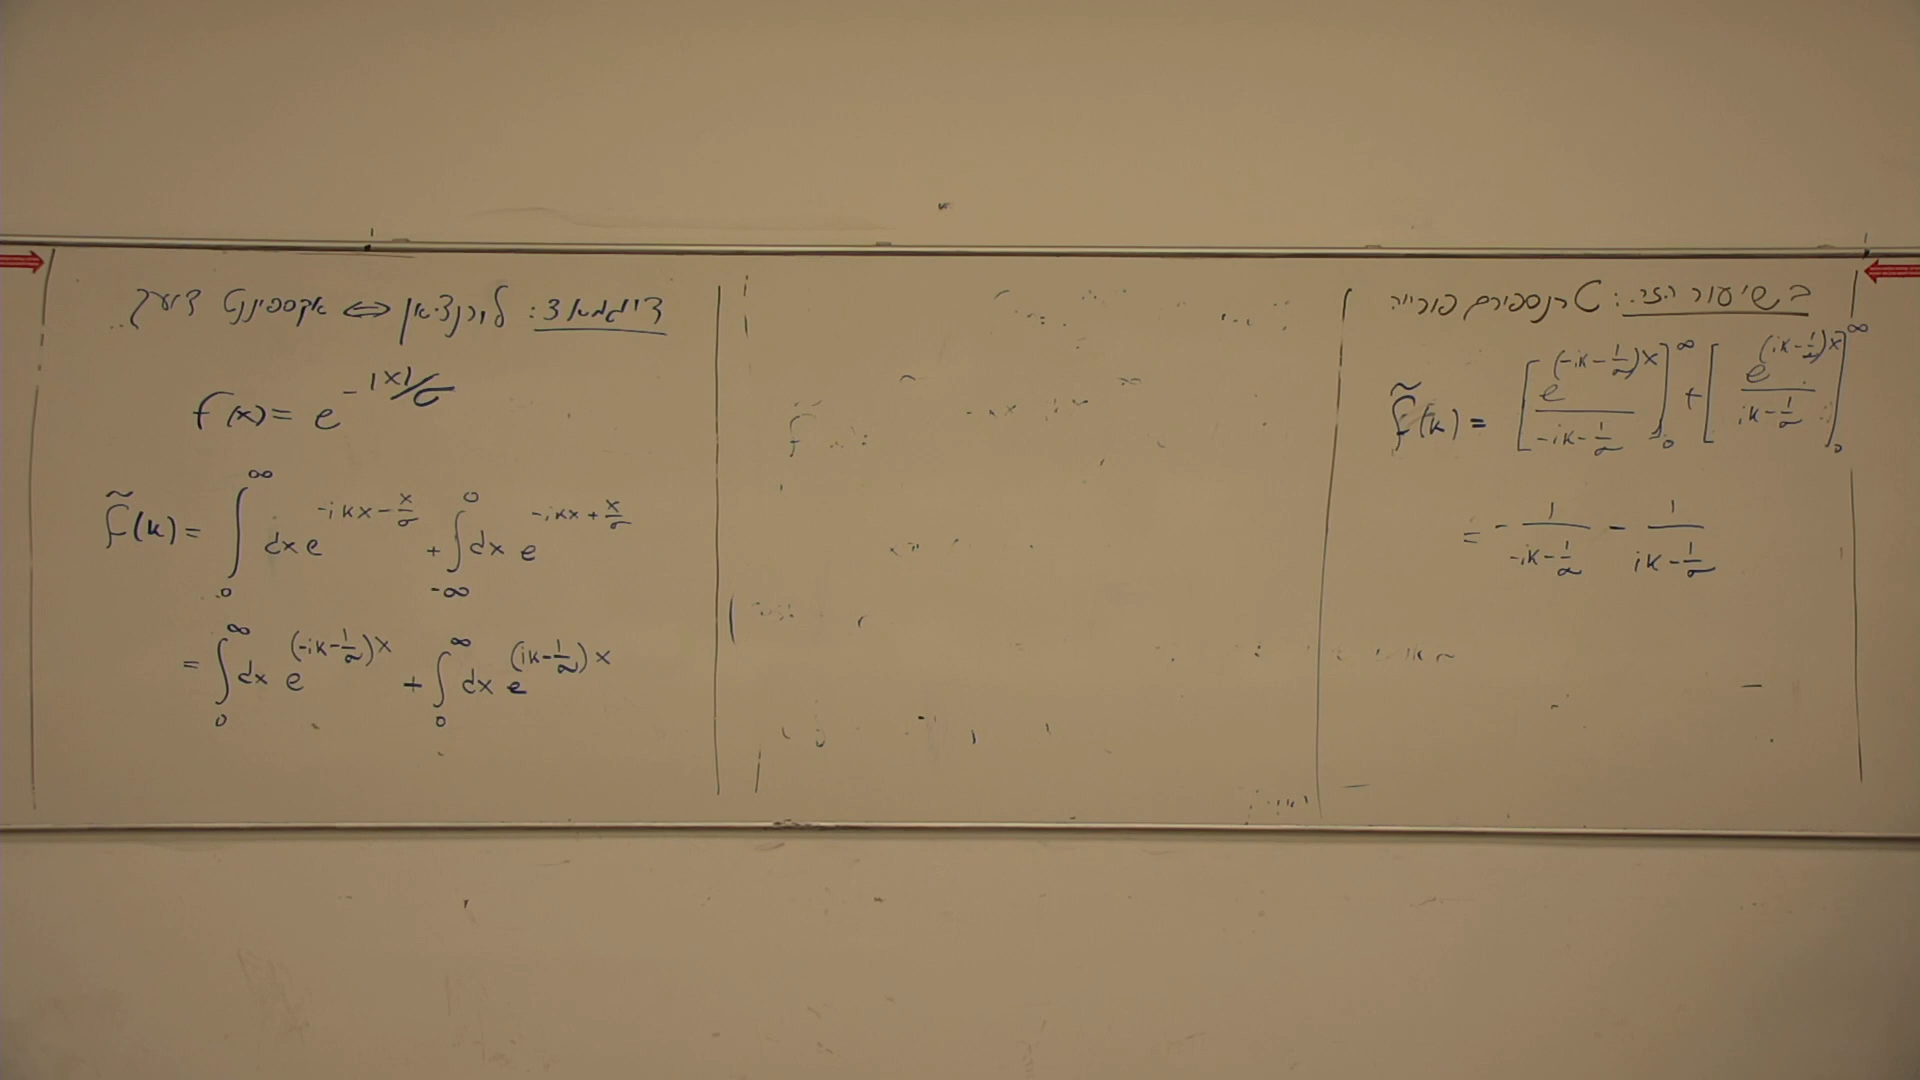 דוגמא 3: לורנציאן ⇔ אקספוננט דועך
f(x) = e^{-|x|/σ}
f̃(k) = ∫_0^∞ dx e^{-ikx - x/σ} + ∫_{-∞}^0 dx e^{-ikx + x/σ}
= ∫_0^∞ dx e^{(-ik - 1/σ)x} + ∫_0^∞ dx e^{(ik - 1/σ)x}
בשיעור הזה: טרנספורם פורייה
f̃(k) = [e^{(-ik - 1/σ)x} / (-ik - 1/σ)]_0^∞ + [e^{(ik - 1/σ)x} / (ik - 1/σ)]_0^∞
= - 1/(-ik - 1/σ) - 1/(ik - 1/σ)